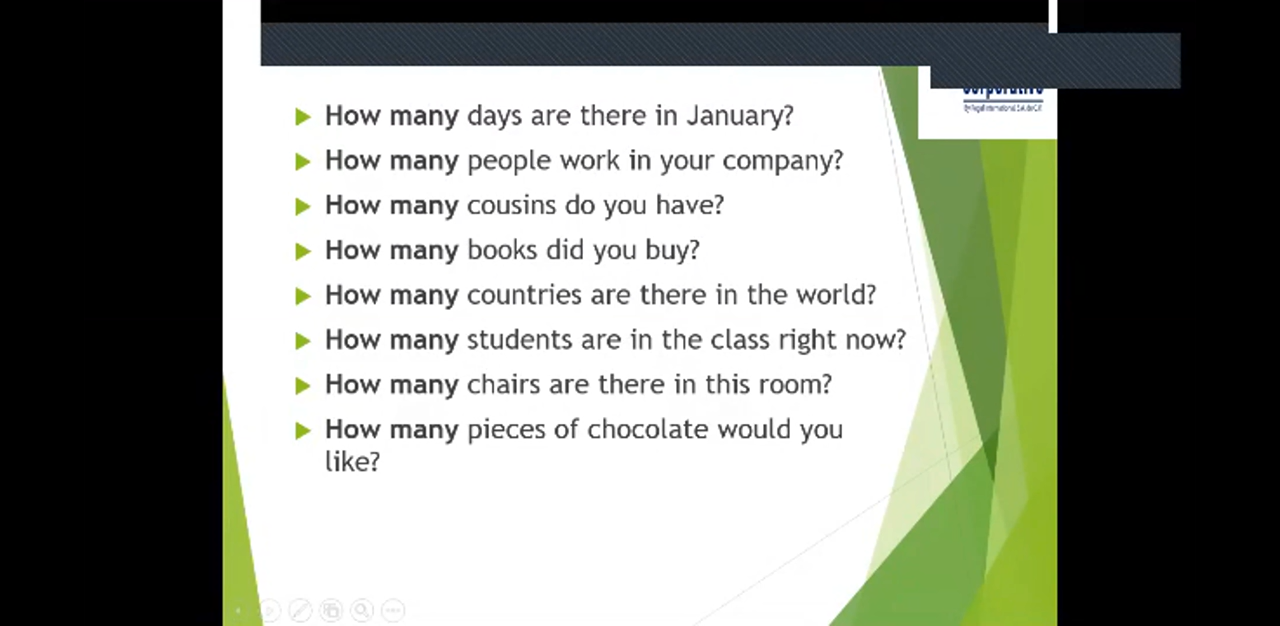 How many days are there in January?
How many people work in your company?
How many cousins do you have?
How many books did you buy?
How many countries are there in the world?
How many students are in the class right now?
How many chairs are there in this room?
How many pieces of chocolate would you
like?